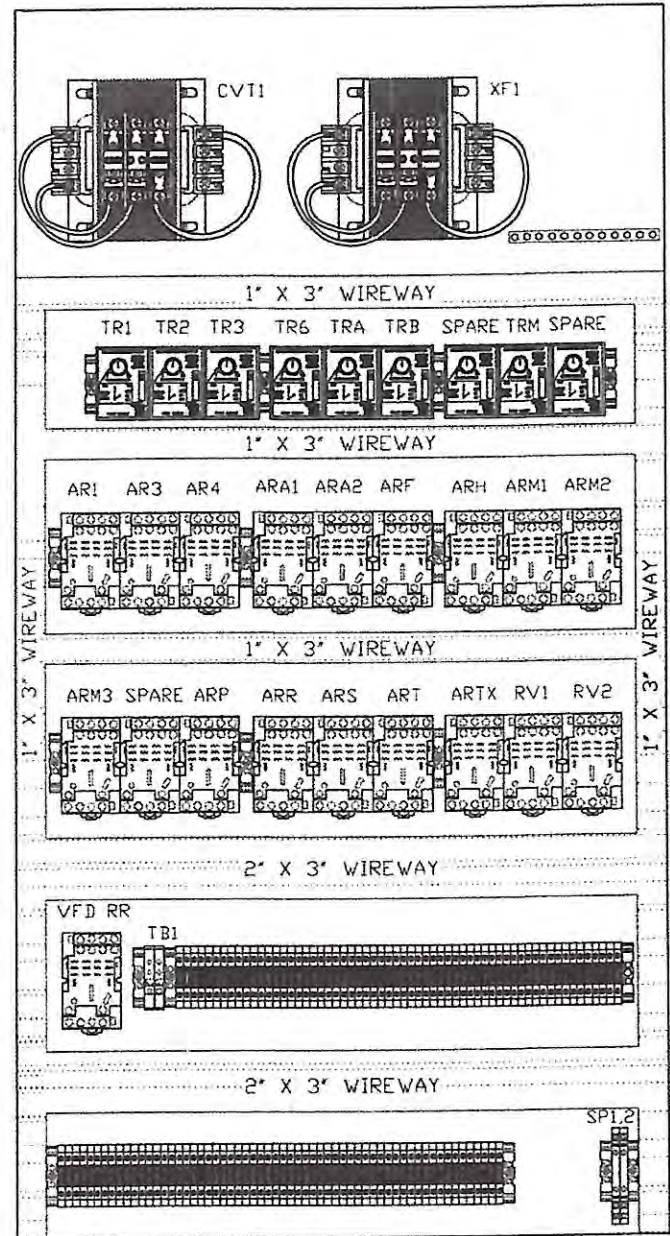 CVT1 XF1
1" X 3" WIREWAY
TR1 TR2 TR3 TR6 TRA TRB SPARE TRM SPARE
1" X 3" WIREWAY
AR1 AR3 AR4 ARA1 ARA2 ARF ARH ARM1 ARM2
1" X 3" WIREWAY
1" X 3" WIREWAY
1" X 3" WIREWAY
ARM3 SPARE ARP ARR ARS ART ARTX RV1 RV2
2" X 3" WIREWAY
VFD RR
TB1
2" X 3" WIREWAY
SP1,2